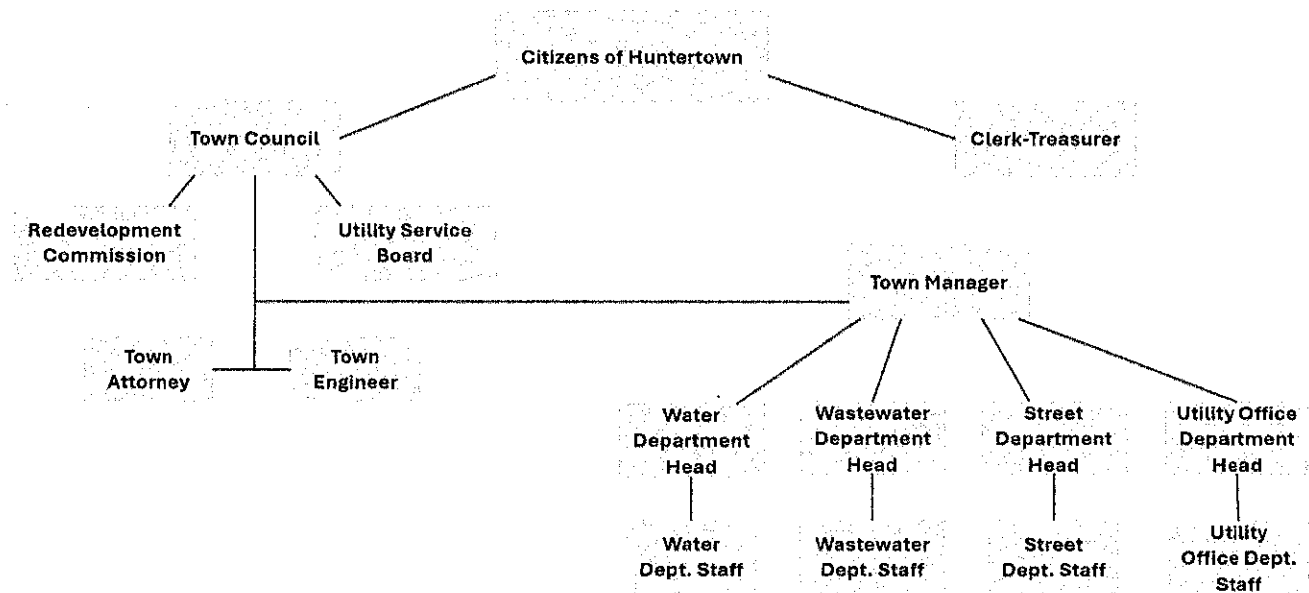 Citizens of Huntertown
Town Council
Clerk-Treasurer
Redevelopment
Commission
Utility Service
Board
Town Manager
Town
Attorney
Town
Engineer
Water
Department
Head
Wastewater
Department
Head
Street
Department
Head
Utility Office
Department
Head
Water
Dept. Staff
Wastewater
Dept. Staff
Street
Dept. Staff
Utility
Office Dept.
Staff